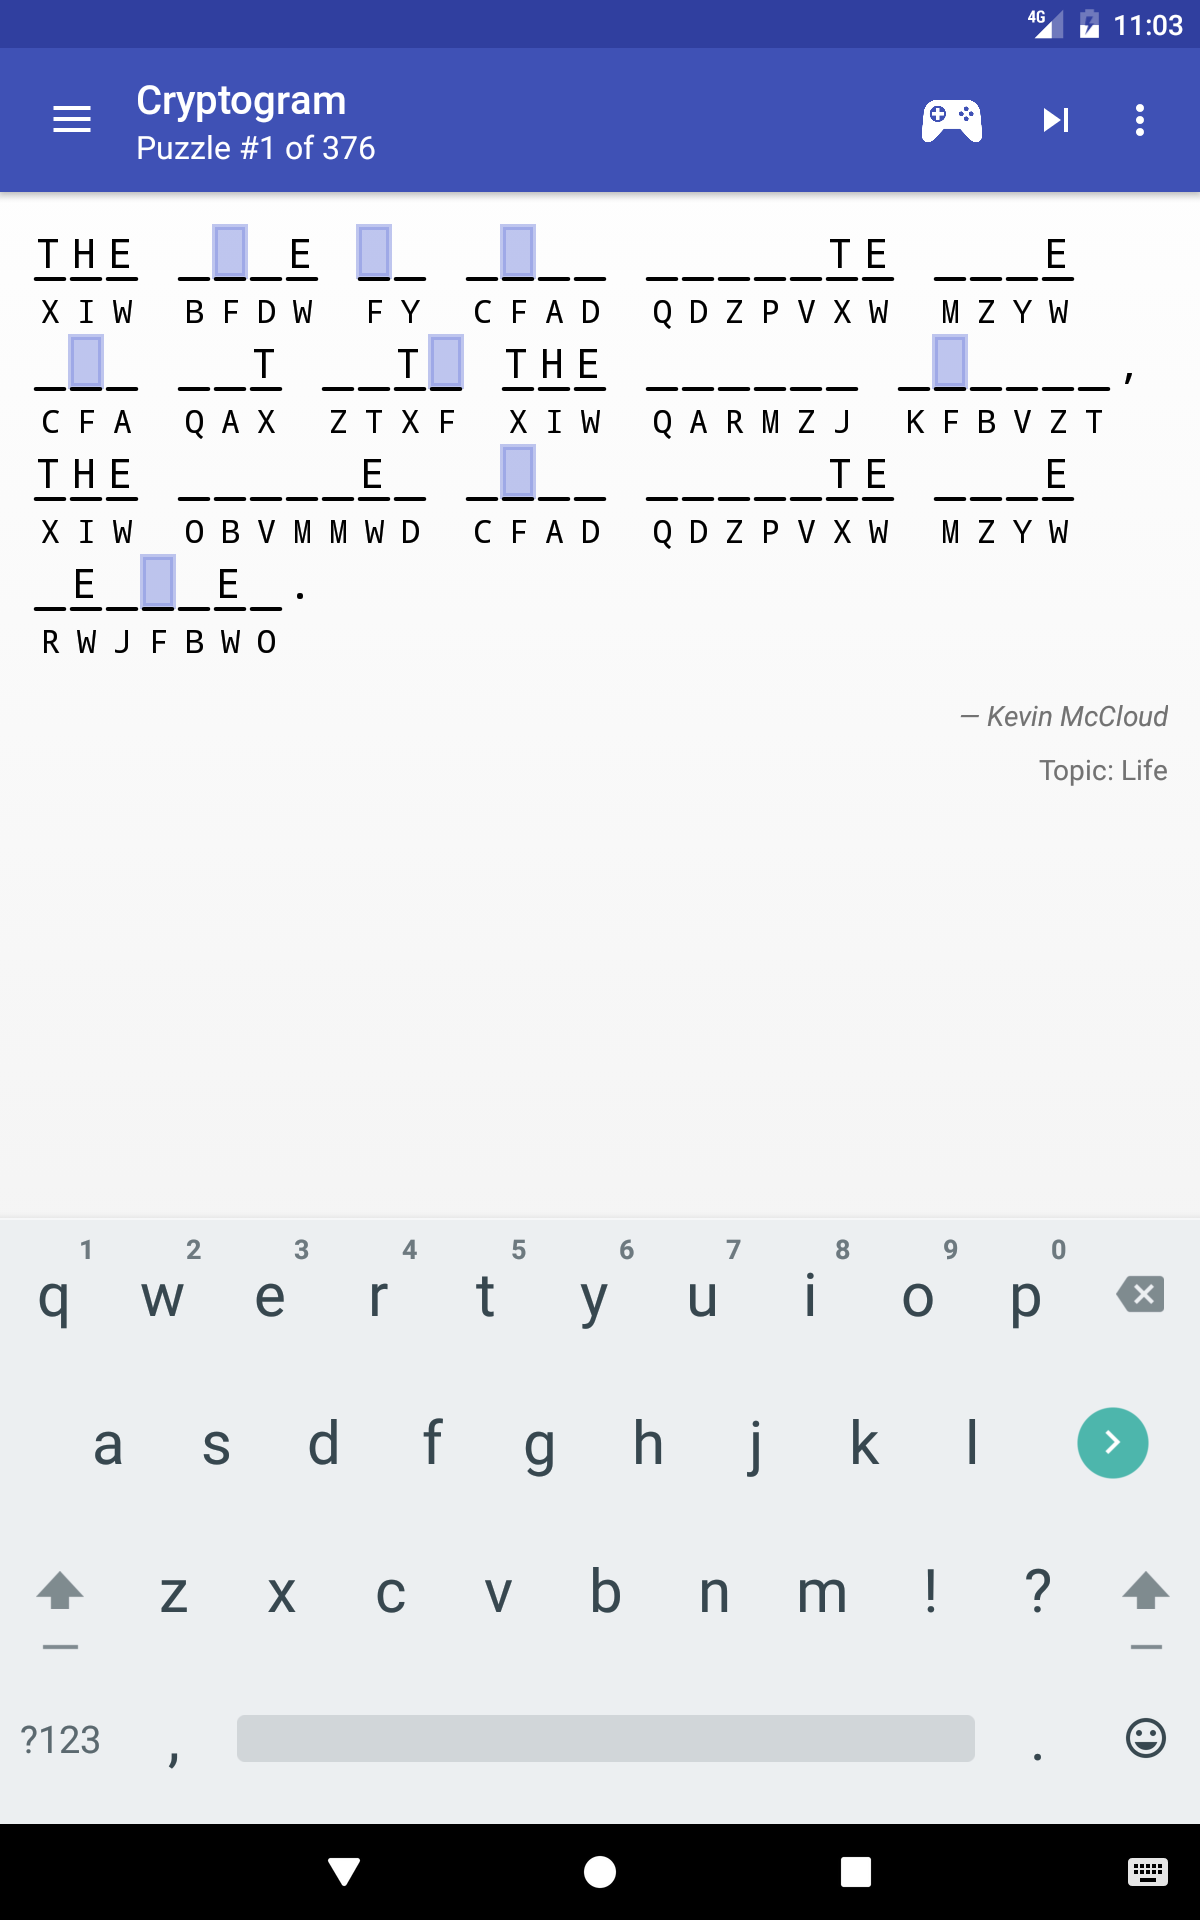 4G 11:03
Cryptogram
Puzzle #1 of 376
T H E E T E E
X I W B F D W F Y C F A D Q D Z P V X W M Z Y W
T T T H E ,
C F A Q A X Z T X F X I W Q A R M Z J K F B V Z T
T H E E T E E
X I W O B V M M W D C F A D Q D Z P V X W M Z Y W
E E .
R W J F B W O
— Kevin McCloud
Topic: Life
1 2 3 4 5 6 7 8 9 0
q w e r t y u i o p
a s d f g h j k l
z x c v b n m ! ?
?123 , .